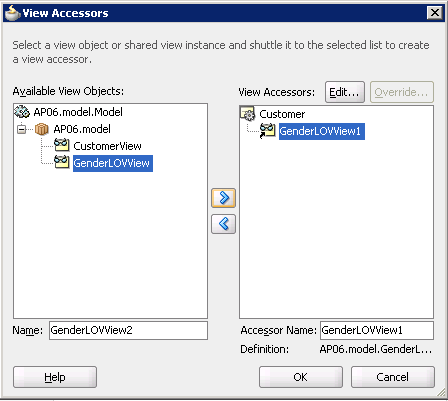 View Accessors
Select a view object or shared view instance and shuttle it to the selected list to create
a view accessor.
Available View Objects:
AP06.model.Model
AP06.model
CustomerView
GenderLOVView
Name: GenderLOVView2
View Accessors: Edit... Override...
Customer
GenderLOVView1
Accessor Name: GenderLOVView1
Definition: AP06.model.GenderL...
Help OK Cancel